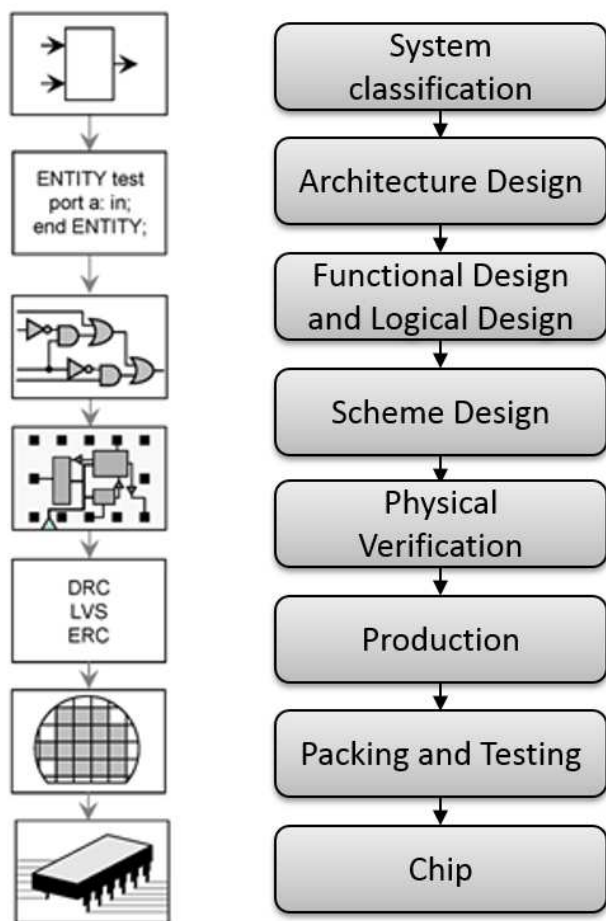 System
classification
ENTITY test
port a: in;
end ENTITY;
Architecture Design
Functional Design
and Logical Design
Scheme Design
Physical
Verification
DRC
LVS
ERC
Production
Packing and Testing
Chip